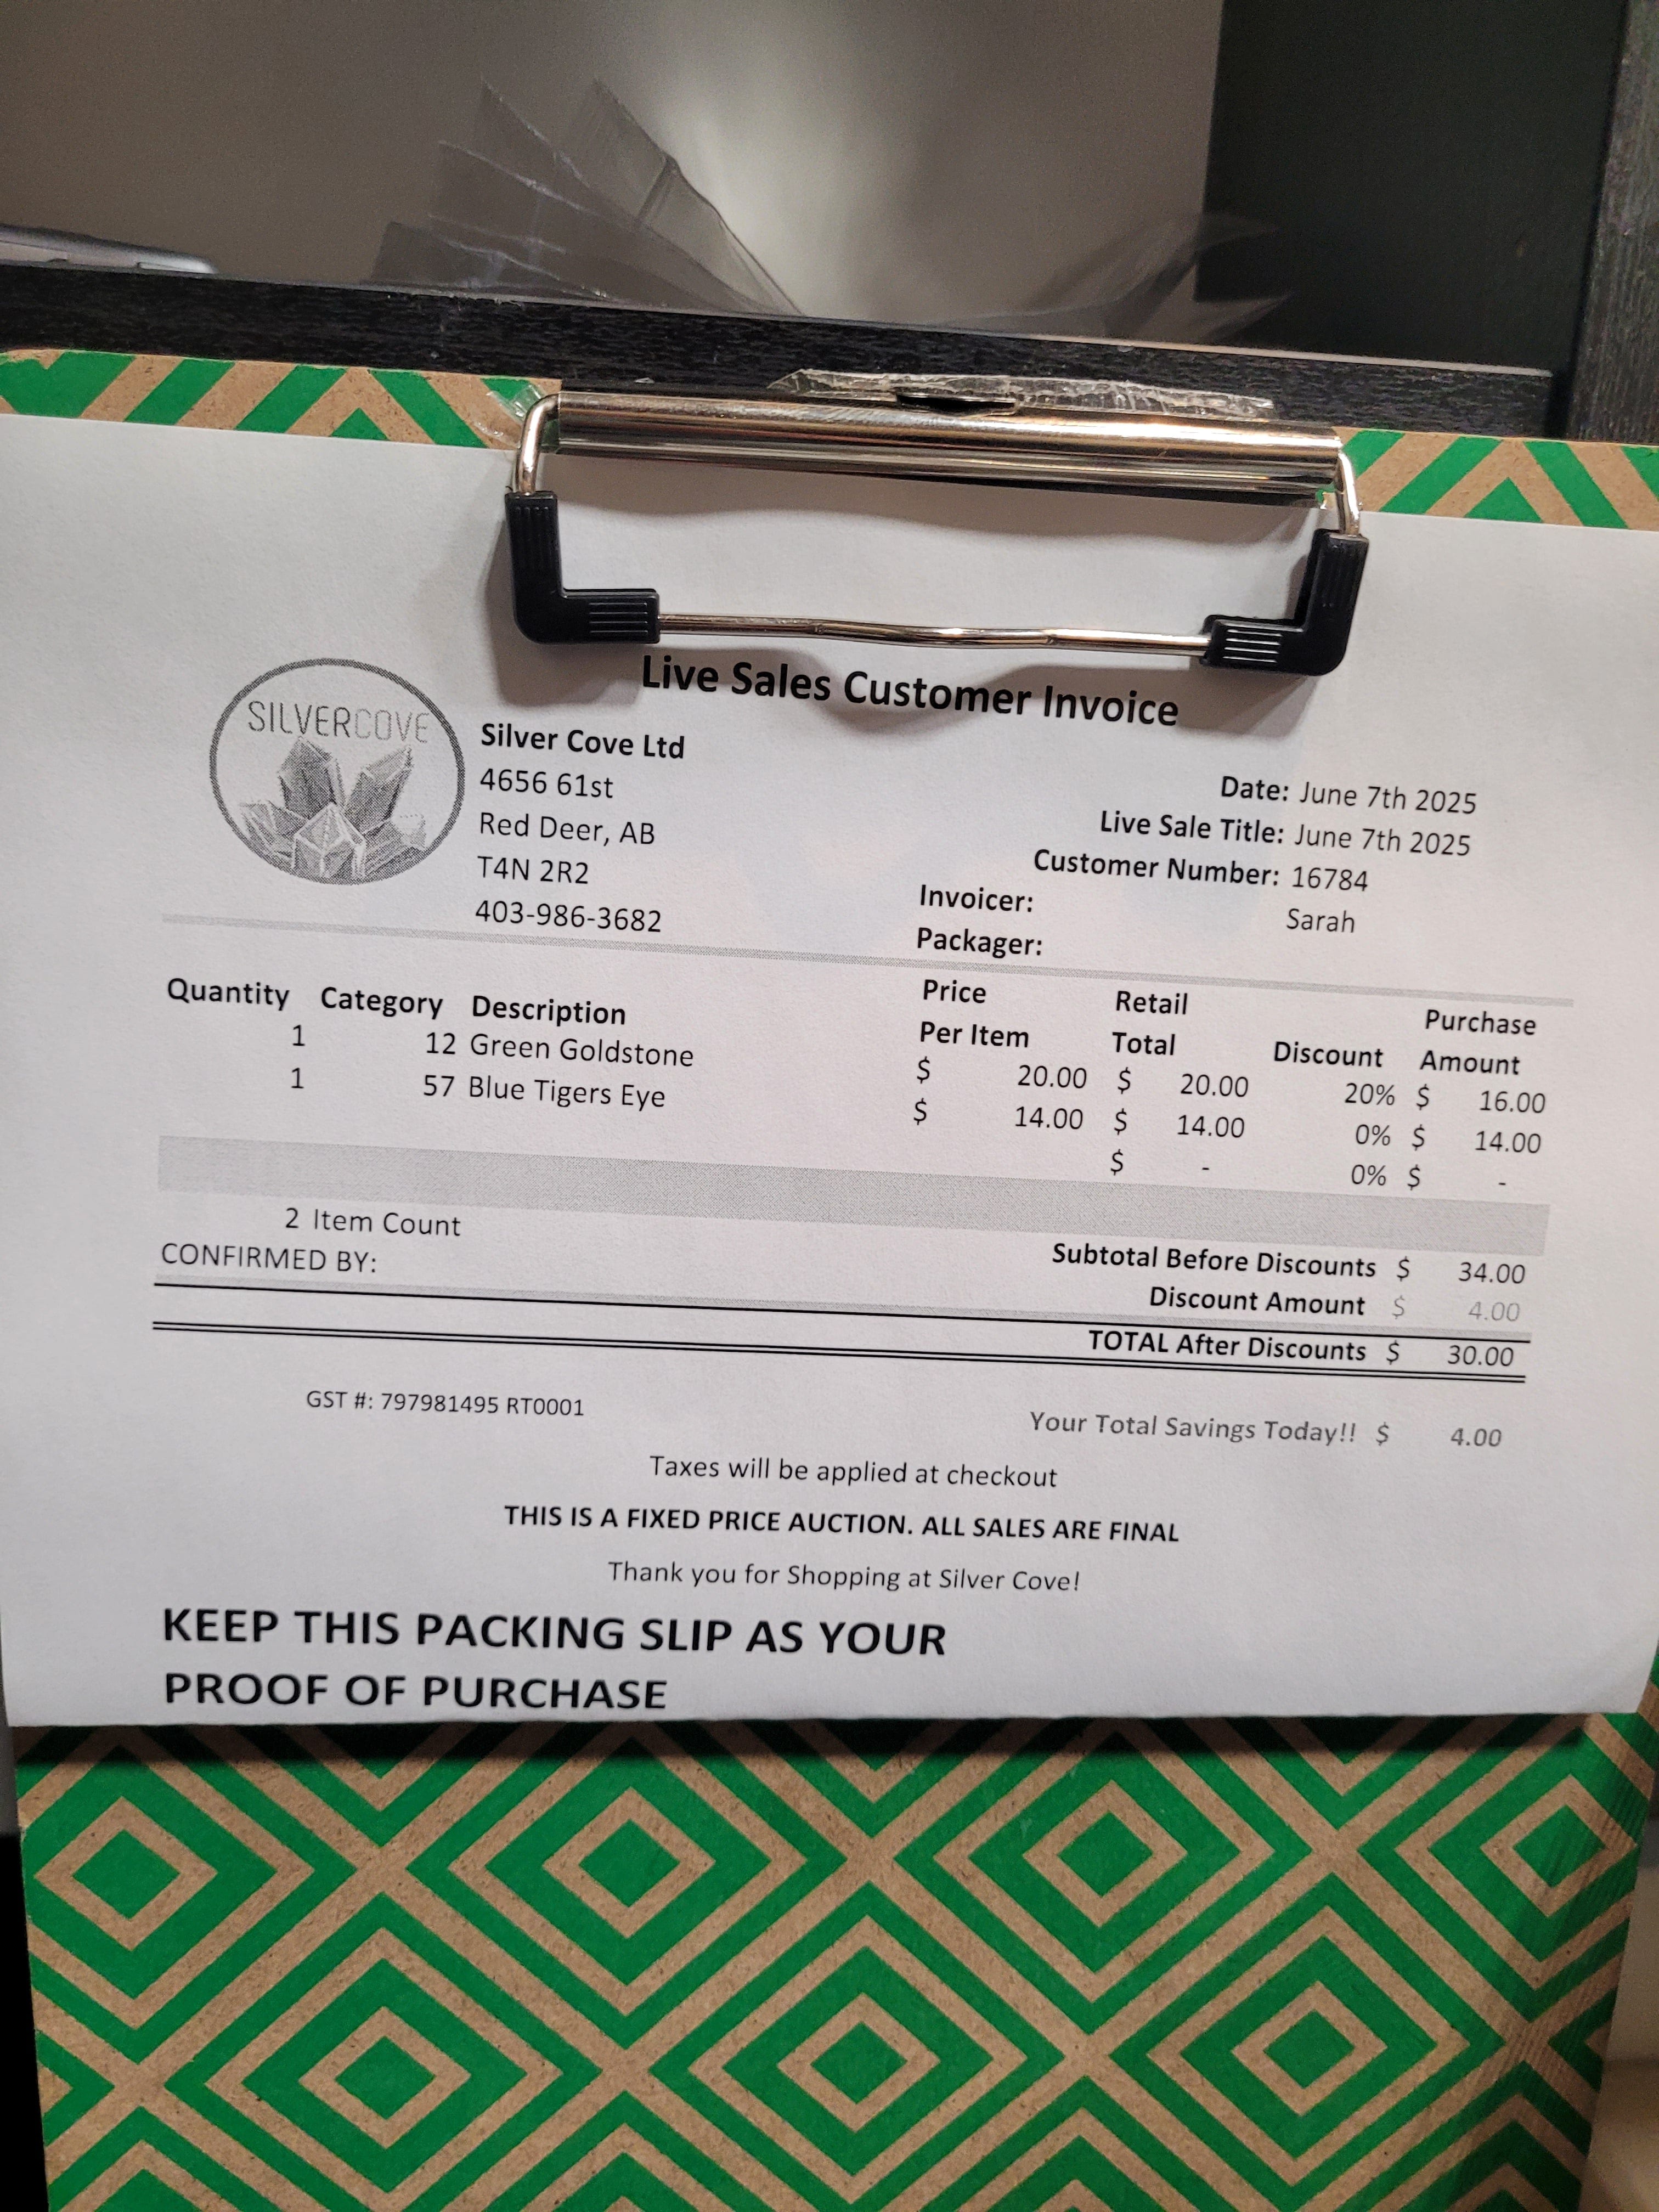 Live Sales Customer Invoice
SILVERCOVE
Silver Cove Ltd
4656 61st
Red Deer, AB
T4N 2R2
403-986-3682
Date: June 7th 2025
Live Sale Title: June 7th 2025
Customer Number: 16784
Invoicer: Sarah
Packager:
Quantity Category Description Price Per Item Retail Total Discount Purchase Amount
1 12 Green Goldstone $ 20.00 $ 20.00 20% $ 16.00
1 57 Blue Tigers Eye $ 14.00 $ 14.00 0% $ 14.00
$ - 0% $ -
2 Item Count
CONFIRMED BY:
Subtotal Before Discounts $ 34.00
Discount Amount $ 4.00
TOTAL After Discounts $ 30.00
GST #: 797981495 RT0001
Your Total Savings Today!! $ 4.00
Taxes will be applied at checkout
THIS IS A FIXED PRICE AUCTION. ALL SALES ARE FINAL
Thank you for Shopping at Silver Cove!
KEEP THIS PACKING SLIP AS YOUR
PROOF OF PURCHASE